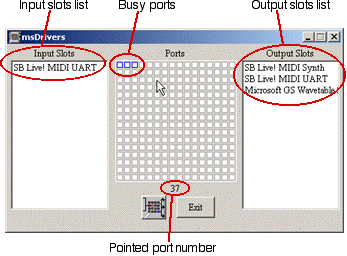 Input slots list
Busy ports
Output slots list
msDrivers
Input Slots
Ports
Output Slots
SB Live! MIDI UART
SB Live! MIDI Synth
SB Live! MIDI UART
Microsoft GS Wavetable
37
Exit
Pointed port number